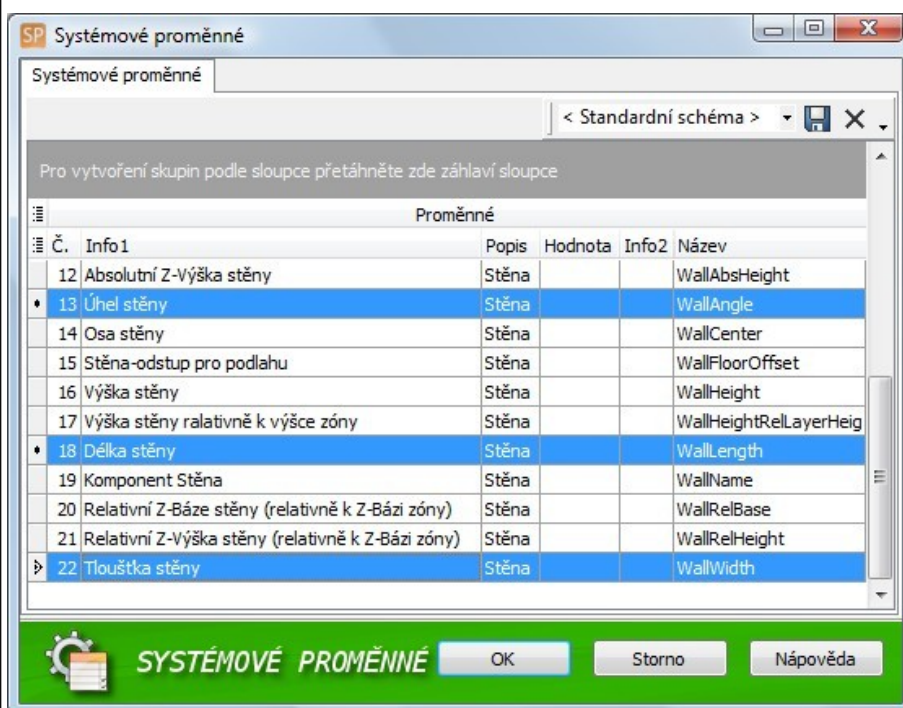 SP Systémové proměnné
Systémové proměnné
< Standardní schéma >
Pro vytvoření skupin podle sloupce přetáhněte zde záhlaví sloupce
Proměnné
Č. Info1 Popis Hodnota Info2 Název
12 Absolutní Z-Výška stěny Stěna WallAbsHeight
13 Úhel stěny Stěna WallAngle
14 Osa stěny Stěna WallCenter
15 Stěna-odstup pro podlahu Stěna WallFloorOffset
16 Výška stěny Stěna WallHeight
17 Výška stěny ralativně k výšce zóny Stěna WallHeightRelLayerHeig
18 Délka stěny Stěna WallLength
19 Komponent Stěna Stěna WallName
20 Relativní Z-Báze stěny (relativně k Z-Bázi zóny) Stěna WallRelBase
21 Relativní Z-Výška stěny (relativně k Z-Bázi zóny) Stěna WallRelHeight
22 Tloušťka stěny Stěna WallWidth
SYSTÉMOVÉ PROMĚNNÉ OK Storno Nápověda